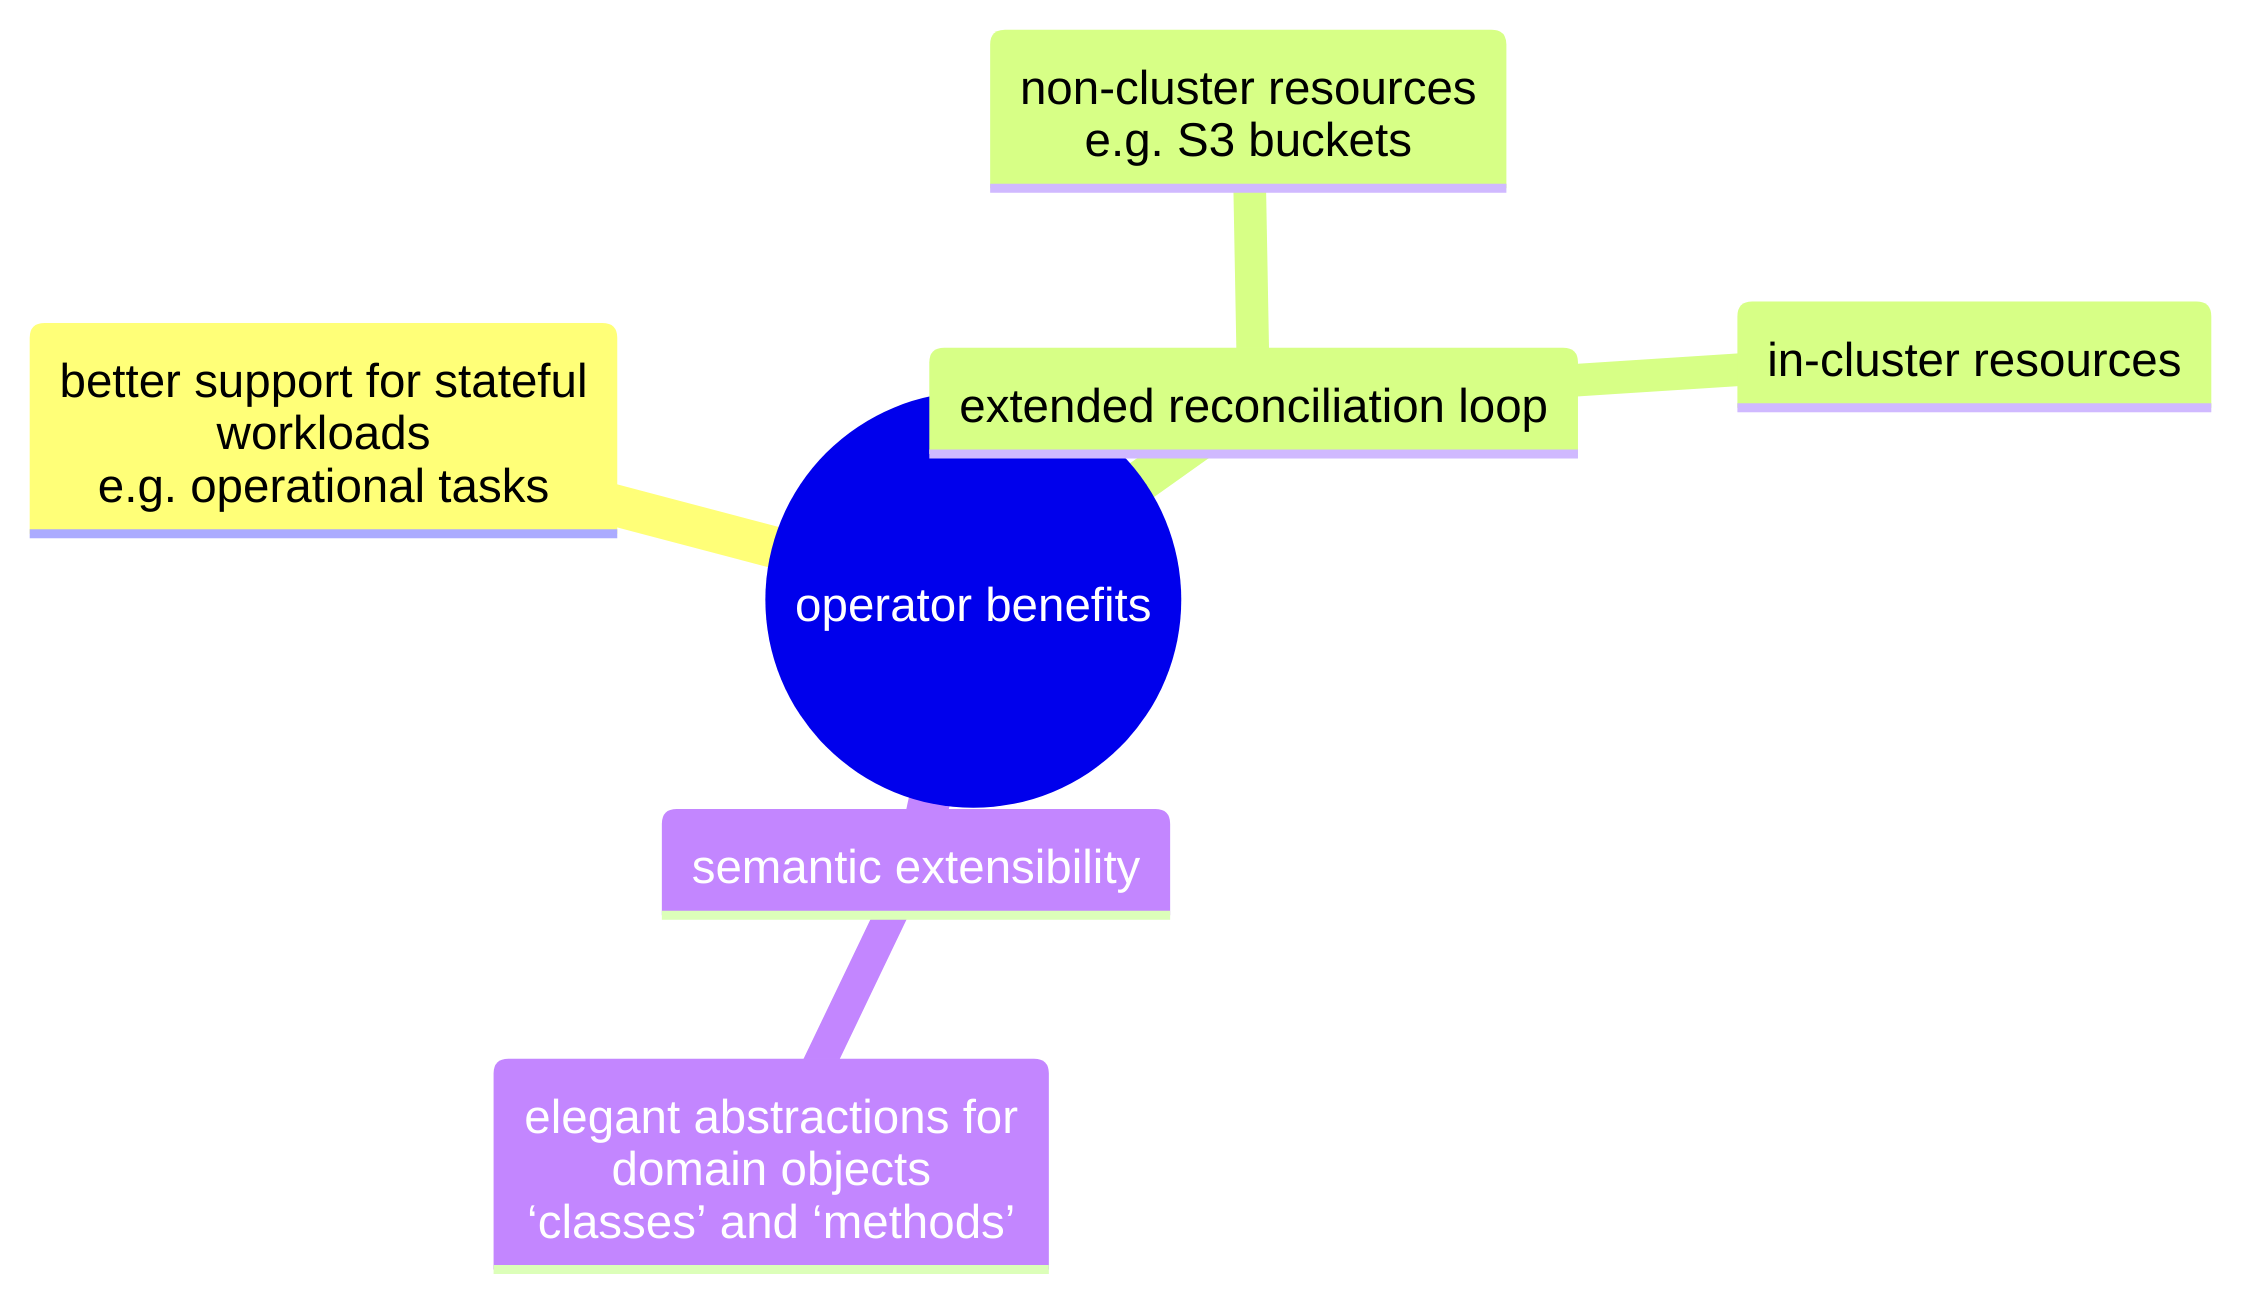 non-cluster resources
e.g. S3 buckets
in-cluster resources
better support for stateful
workloads
e.g. operational tasks
extended reconciliation loop
operator benefits
semantic extensibility
elegant abstractions for
domain objects
‘classes’ and ‘methods’